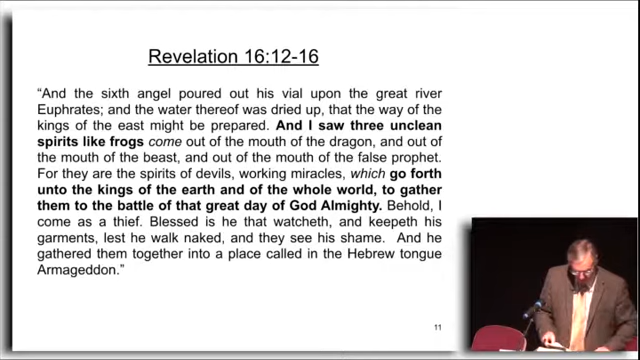 Revelation 16:12-16
“And the sixth angel poured out his vial upon the great river
Euphrates; and the water thereof was dried up, that the way of the
kings of the east might be prepared. And I saw three unclean
spirits like frogs come out of the mouth of the dragon, and out of
the mouth of the beast, and out of the mouth of the false prophet.
For they are the spirits of devils, working miracles, which go forth
unto the kings of the earth and of the whole world, to gather
them to the battle of that great day of God Almighty. Behold, I
come as a thief. Blessed is he that watcheth, and keepeth his
garments, lest he walk naked, and they see his shame. And he
gathered them together into a place called in the Hebrew tongue
Armageddon.”
11